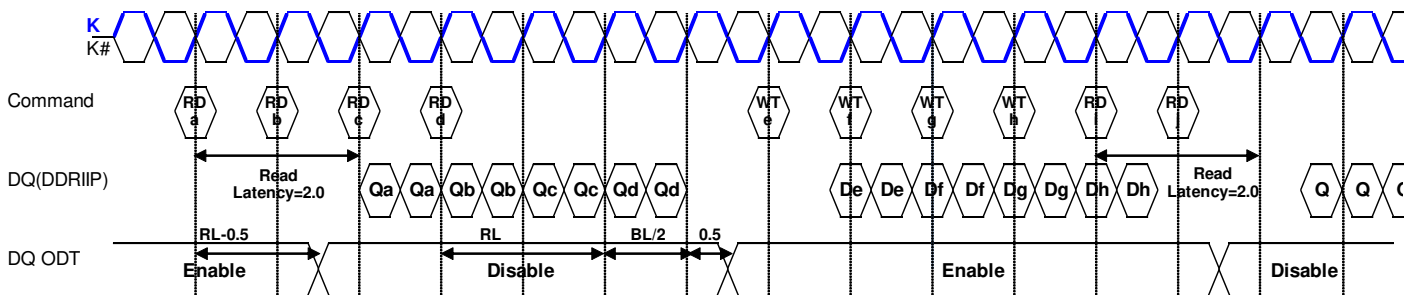 K
K#
Command
RD a RD b RD c RD d WT e WT f WT g WT h RD i RD j
Read Latency=2.0 Read Latency=2.0
DQ(DDRIIP)
Qa Qa Qb Qb Qc Qc Qd Qd De De Df Df Dg Dg Dh Dh Q Q
RL-0.5 RL BL/2 0.5
DQ ODT
Enable Disable Enable Disable